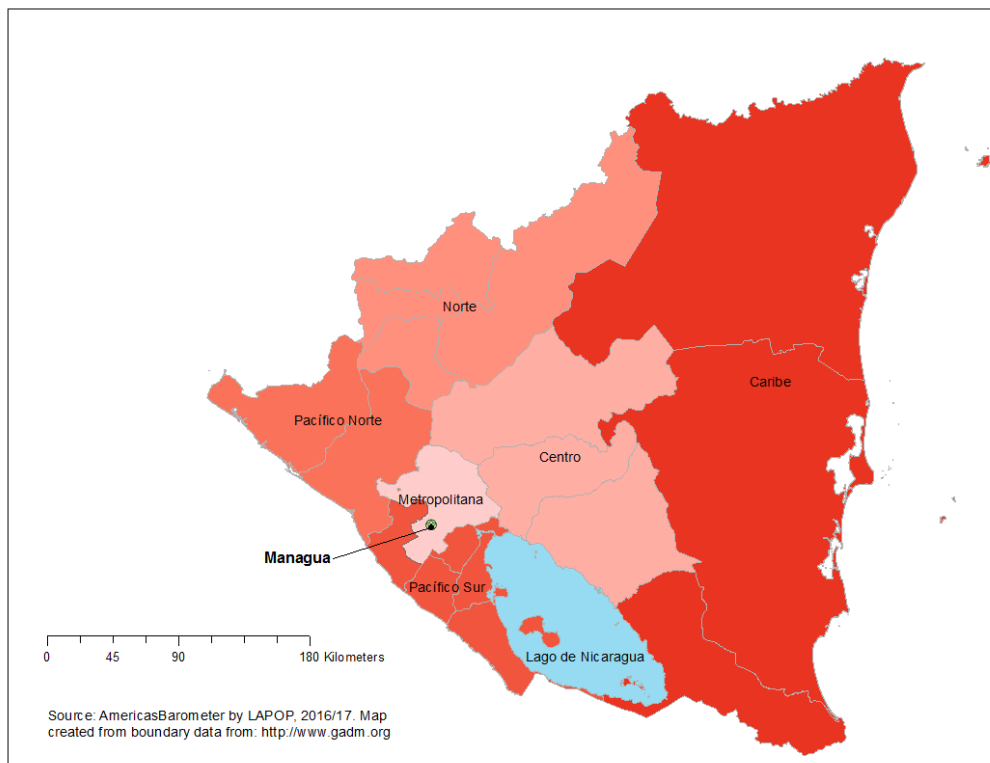 Norte
Caribe
Pacífico Norte
Centro
Metropolitana
Managua
Pacífico Sur
Lago de Nicaragua
0 45 90 180 Kilometers
Source: AmericasBarometer by LAPOP, 2016/17. Map
created from boundary data from: http://www.gadm.org